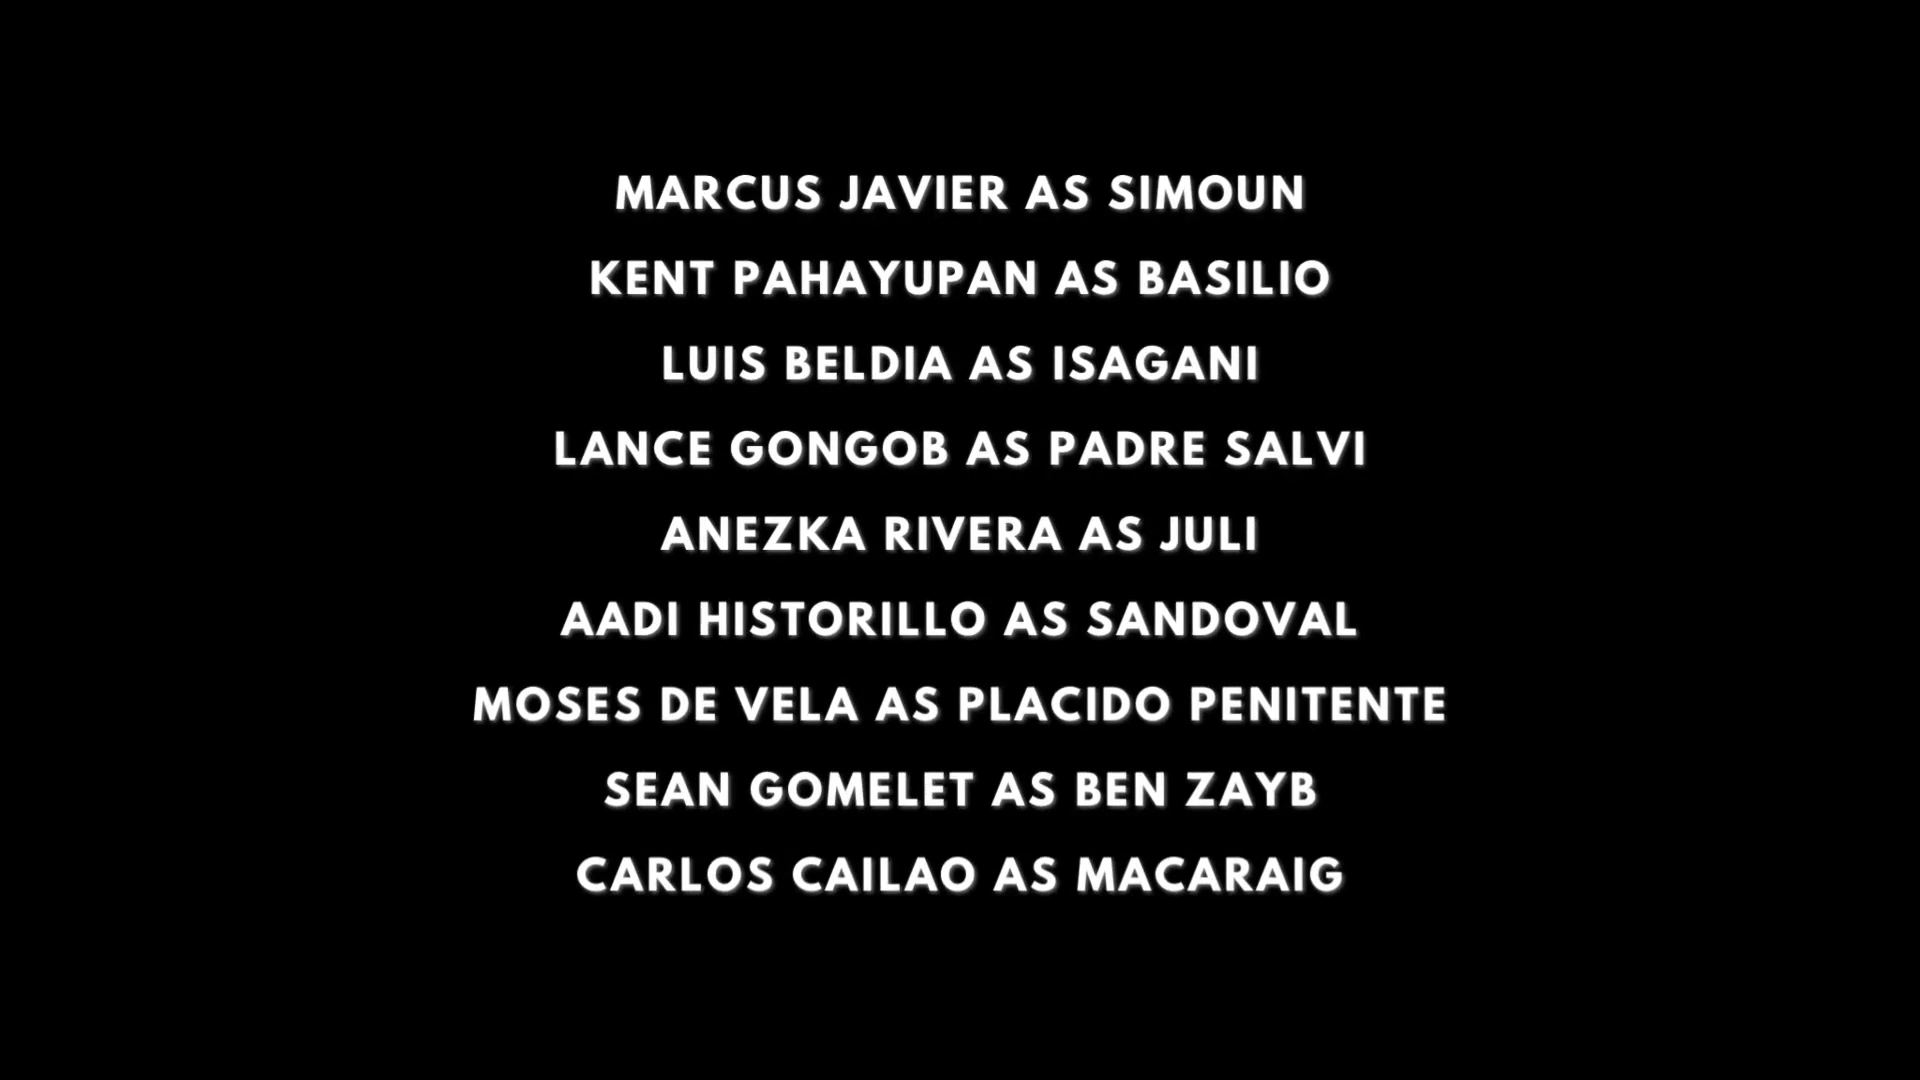 MARCUS JAVIER AS SIMOUN
KENT PAHAYUPAN AS BASILIO
LUIS BELDIA AS ISAGANI
LANCE GONGOB AS PADRE SALVI
ANEZKA RIVERA AS JULI
AADI HISTORILLO AS SANDOVAL
MOSES DE VELA AS PLACIDO PENITENTE
SEAN GOMELET AS BEN ZAYB
CARLOS CAILAO AS MACARAIG